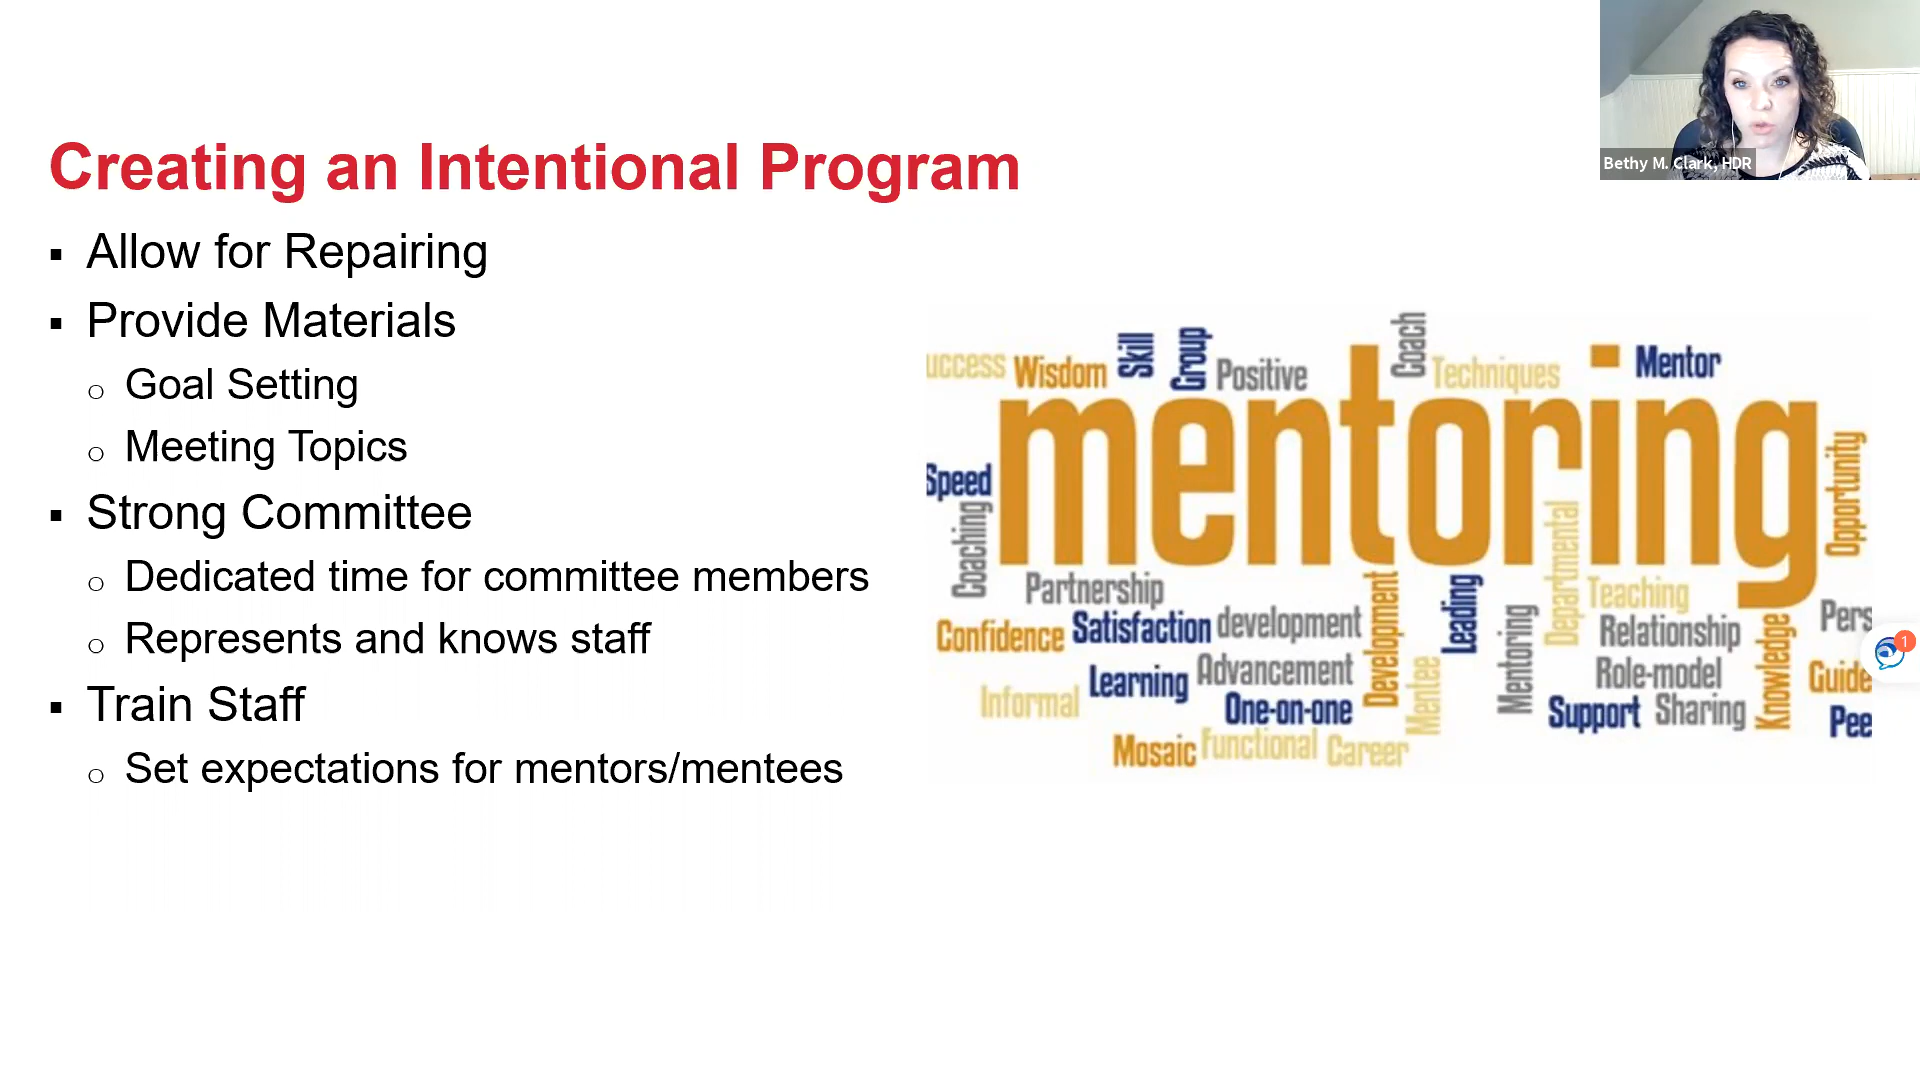 Creating an Intentional Program
▪ Allow for Repairing
▪ Provide Materials
o Goal Setting
o Meeting Topics
▪ Strong Committee
o Dedicated time for committee members
o Represents and knows staff
▪ Train Staff
o Set expectations for mentors/mentees
Bethy M. Clark, HDR
uccess
Wisdom
Skill
Group
Positive
Coach
Techniques
Mentor
mentoring
Speed
Coaching
Opportunity
Partnership
Confidence
Satisfaction
development
Development
Leading
Mentoring
Departmental
Teaching
Relationship
Knowledge
Pers
Informal
Learning
Advancement
One-on-one
Mentee
Role-model
Support
Sharing
Guide
Pee
Mosaic
Functional
Career
1